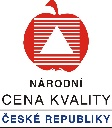 NÁRODNÍ
CENA KVALITY
ČESKÉ REPUBLIKY